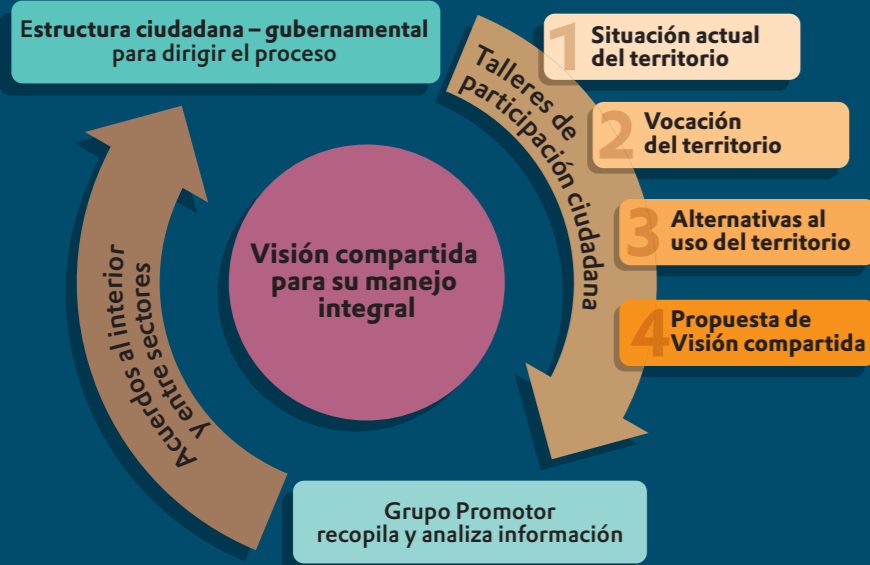 Estructura ciudadana – gubernamental
para dirigir el proceso
Talleres de
participación ciudadana
1 Situación actual
del territorio
2 Vocación
del territorio
3 Alternativas al
uso del territorio
4 Propuesta de
Visión compartida
Visión compartida
para su manejo
integral
Acuerdos al interior
y entre sectores
Grupo Promotor
recopila y analiza información